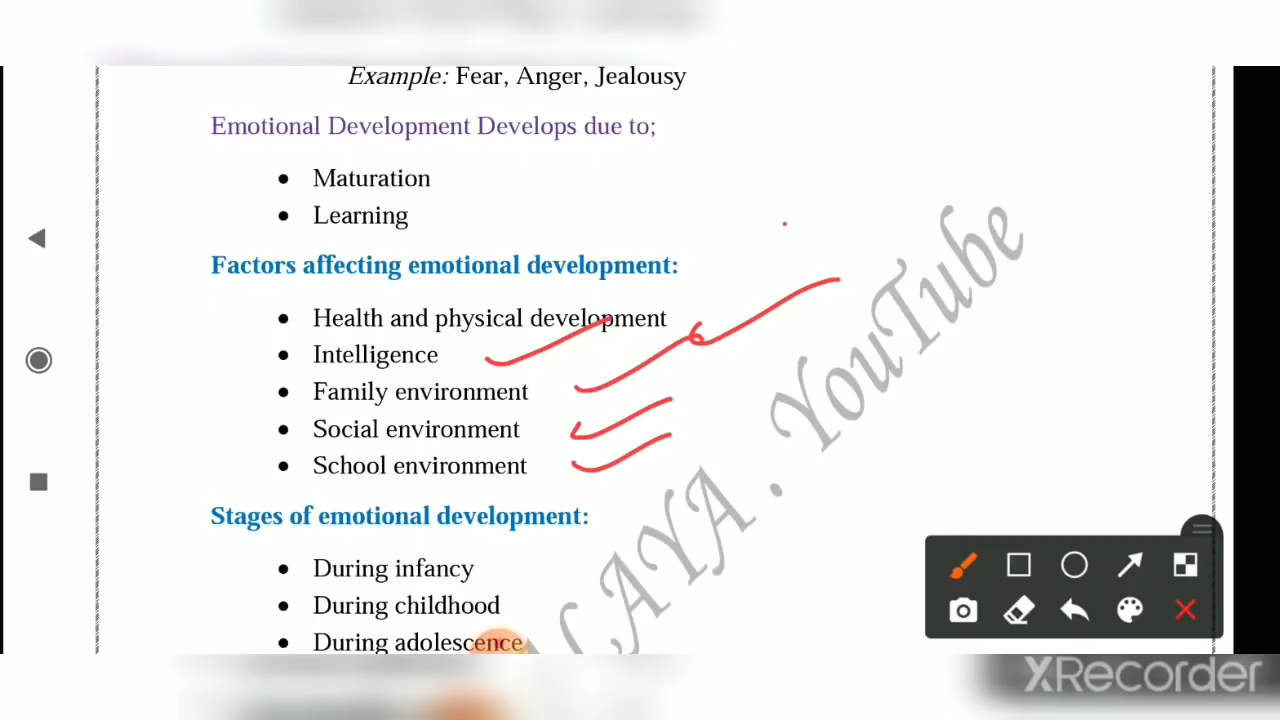 Example: Fear, Anger, Jealousy
Emotional Development Develops due to;
• Maturation
• Learning
Factors affecting emotional development:
• Health and physical development
• Intelligence
• Family environment
• Social environment
• School environment
Stages of emotional development:
• During infancy
• During childhood
• During adolescence
ALAYA . YouTube
XRecorder